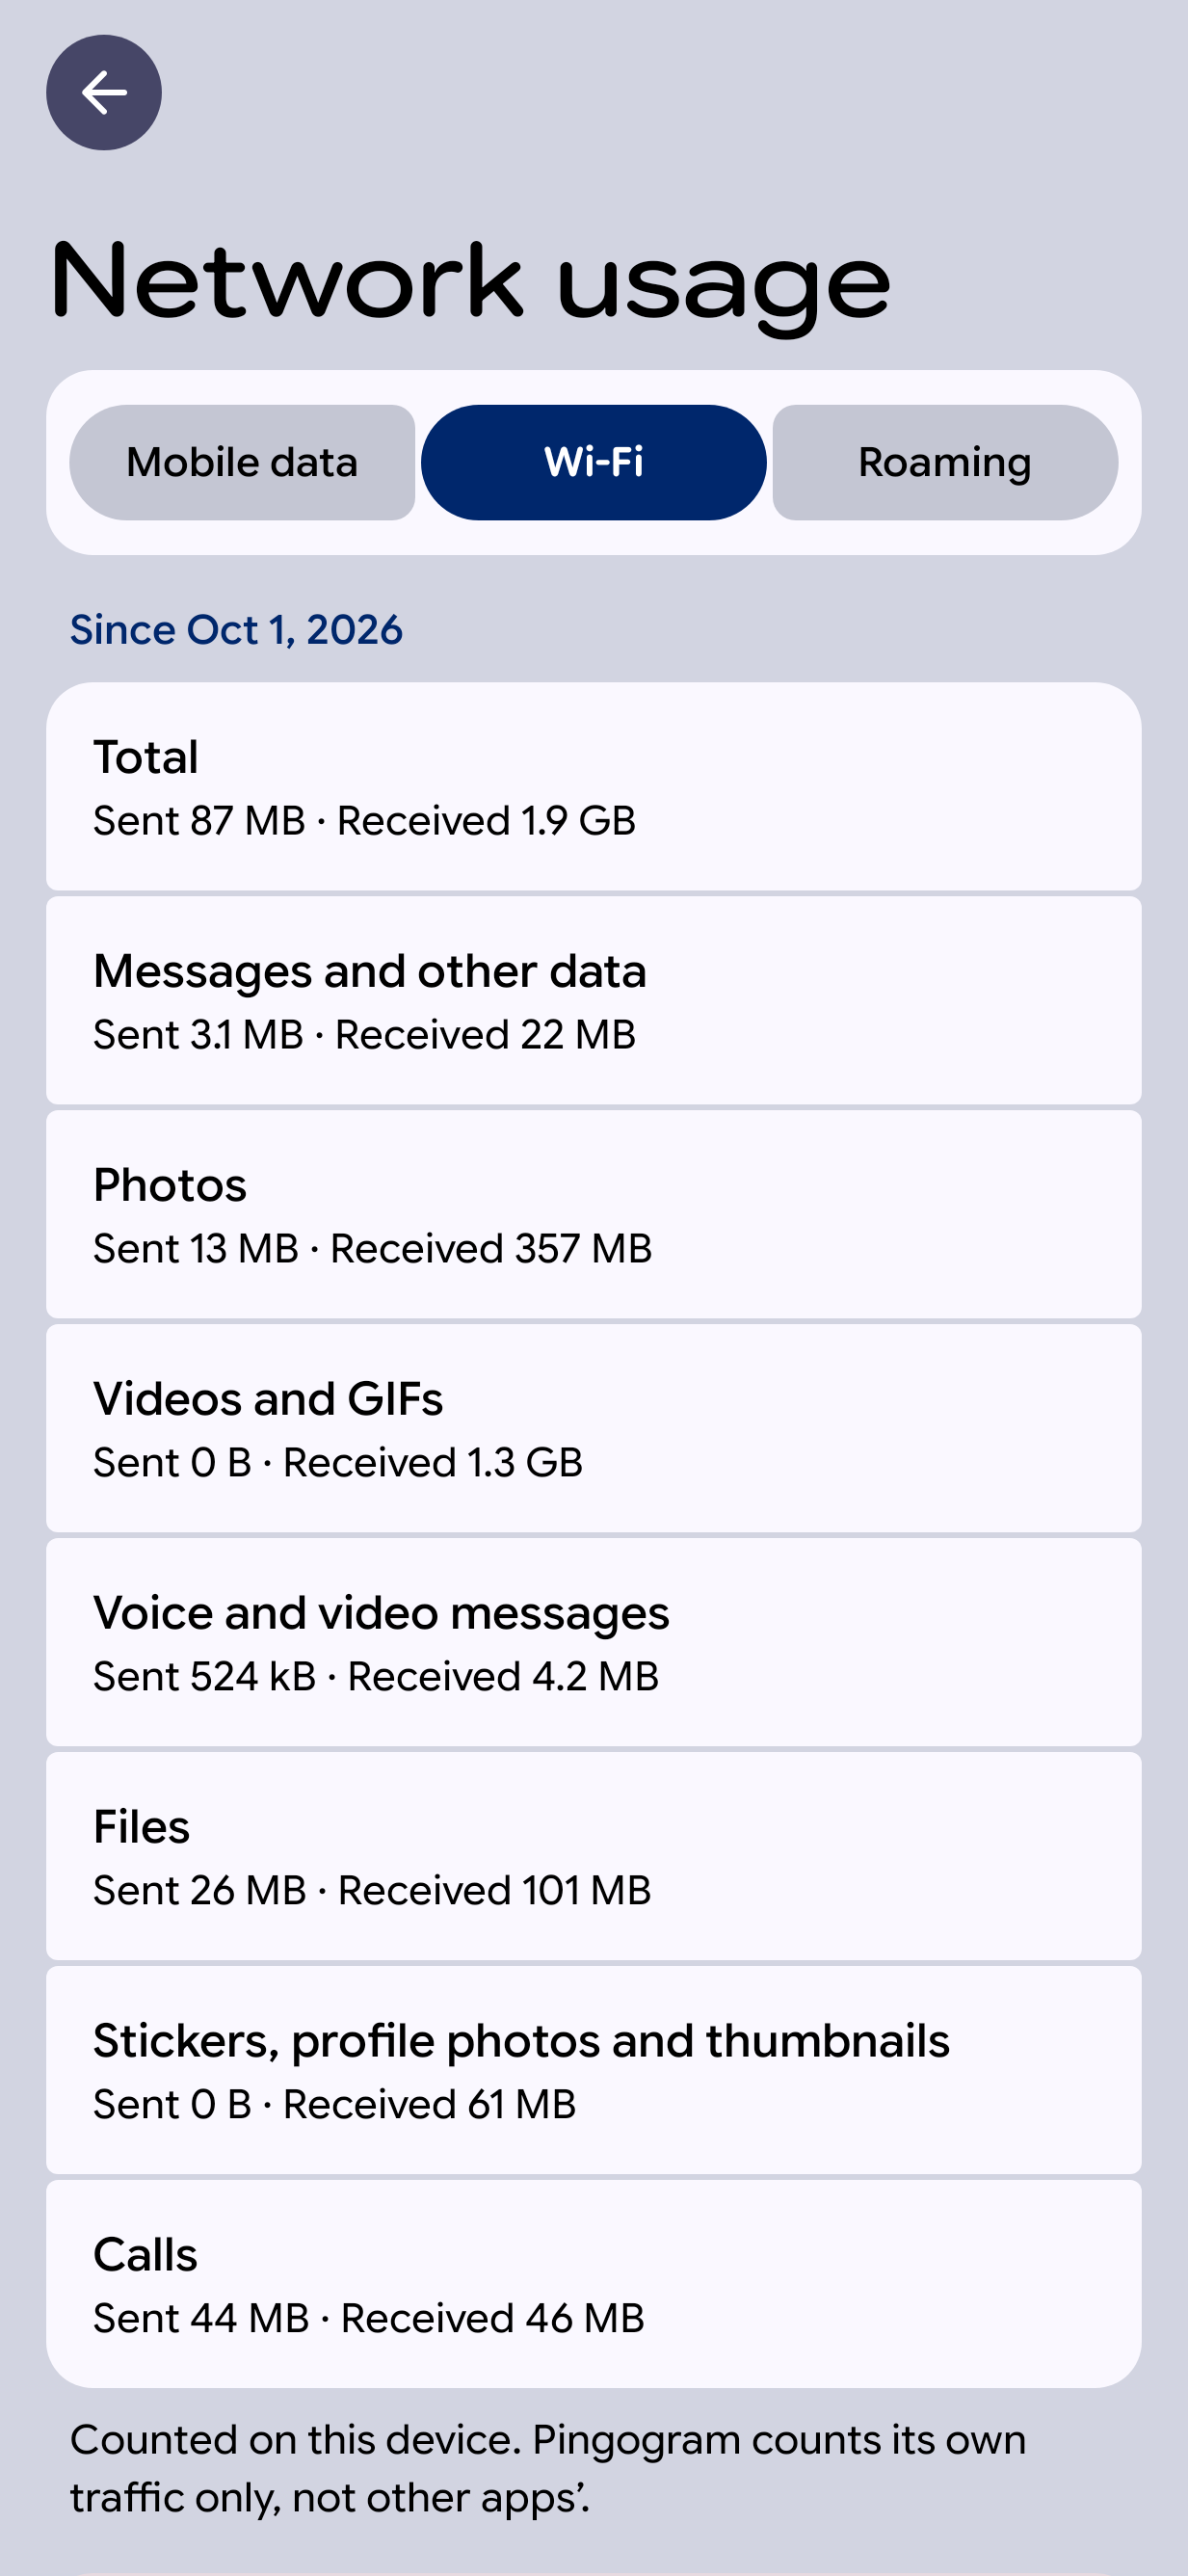 Network usage
Mobile data
Wi-Fi
Roaming
Since Oct 1, 2026
Total
Sent 87 MB · Received 1.9 GB
Messages and other data
Sent 3.1 MB · Received 22 MB
Photos
Sent 13 MB · Received 357 MB
Videos and GIFs
Sent 0 B · Received 1.3 GB
Voice and video messages
Sent 524 kB · Received 4.2 MB
Files
Sent 26 MB · Received 101 MB
Stickers, profile photos and thumbnails
Sent 0 B · Received 61 MB
Calls
Sent 44 MB · Received 46 MB
Counted on this device. Pingogram counts its own
traffic only, not other apps’.